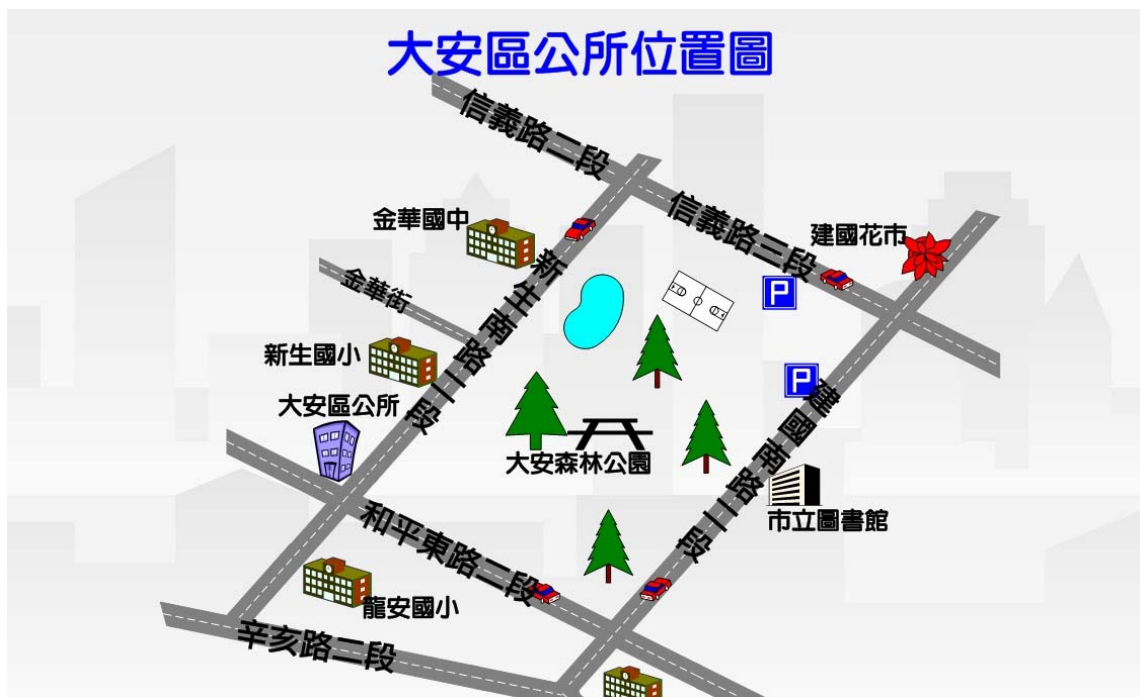 大安區公所位置圖
信義路二段
金華國中
信義路二段
建國花市
新生南路二段
金華街
P
新生國小
P
大安區公所
建國南路二段
大安森林公園
市立圖書館
和平東路二段
龍安國小
辛亥路二段